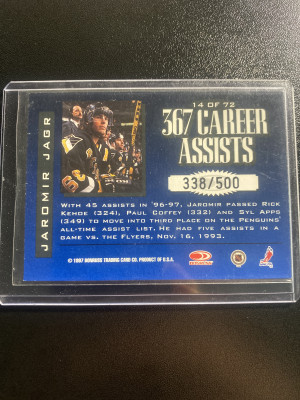 14 OF 72
367 CAREER
ASSISTS
338/500
JAROMIR JAGR
WITH 45 ASSISTS IN '96-97, JAROMIR PASSED RICK
KEHOE (324), PAUL COFFEY (332) AND SYL APPS
(349) TO MOVE INTO THIRD PLACE ON THE PENGUINS'
ALL-TIME ASSIST LIST. HE HAD FIVE ASSISTS IN A
GAME VS. THE FLYERS, NOV. 16, 1993.
© 1997 DONRUSS TRADING CARD CO. PRODUCT OF U.S.A.